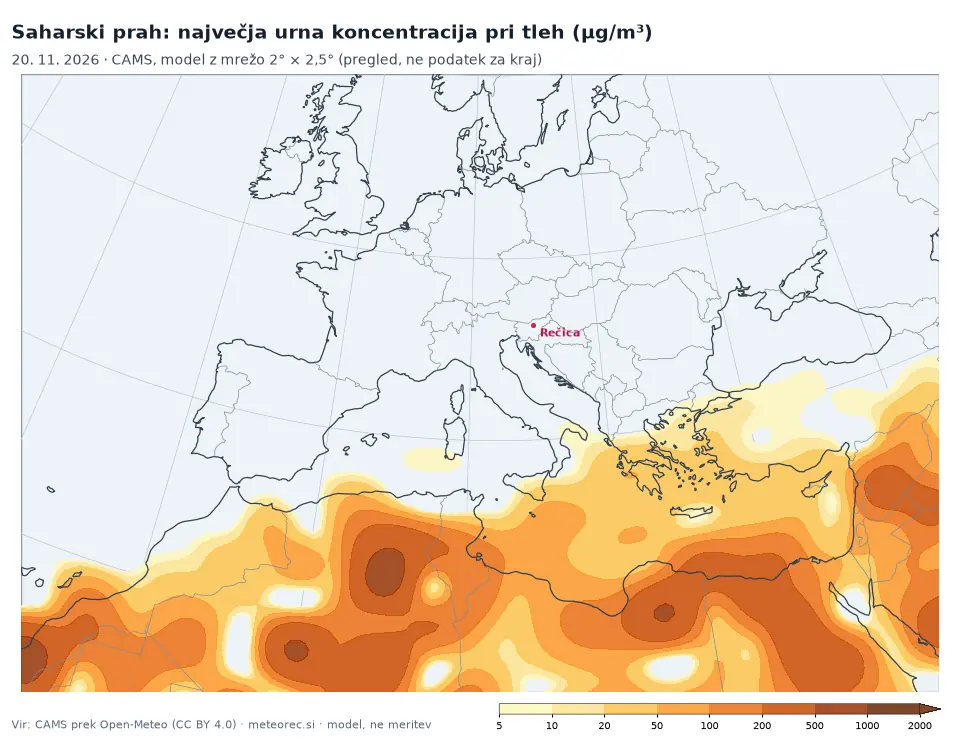 Saharski prah: največja urna koncentracija pri tleh (µg/m³)
20. 11. 2026 · CAMS, model z mrežo 2° × 2,5° (pregled, ne podatek za kraj)
Rečica
Vir: CAMS prek Open-Meteo (CC BY 4.0) · meteorec.si · model, ne meritev
5 10 20 50 100 200 500 1000 2000